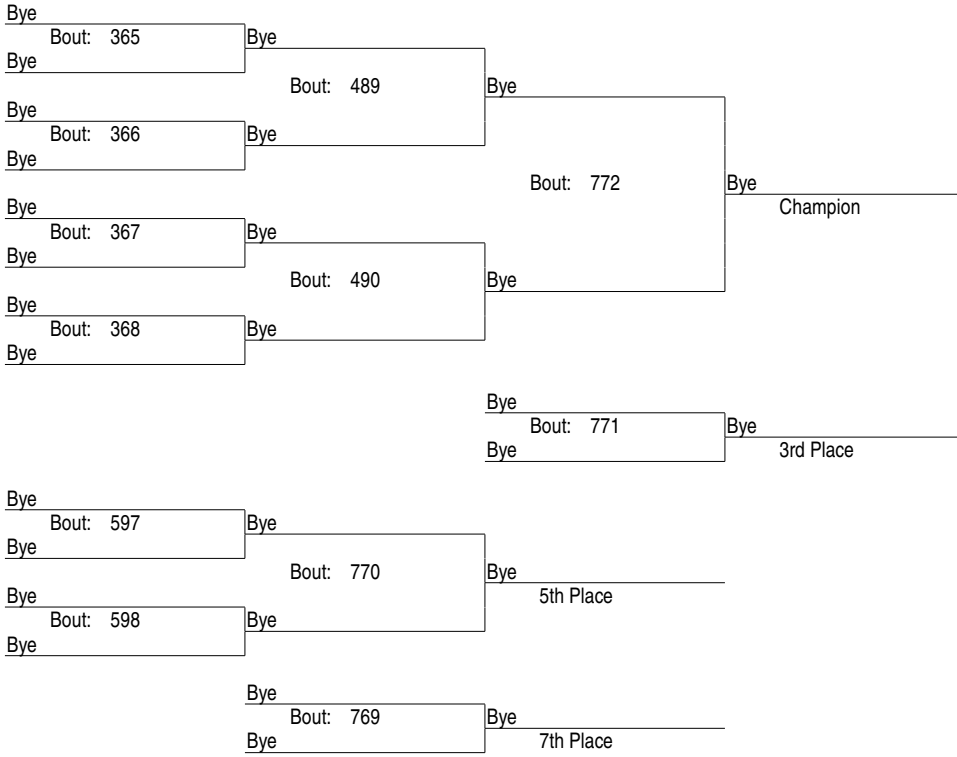 Bye
Bout: 365 Bye
Bye
Bout: 489 Bye
Bye
Bout: 366 Bye
Bye
Bout: 772 Bye
Champion
Bye
Bout: 367 Bye
Bye
Bout: 490 Bye
Bye
Bout: 368 Bye
Bye
Bye
Bout: 771 Bye
Bye 3rd Place
Bye
Bout: 597 Bye
Bye
Bout: 770 Bye
Bye 5th Place
Bout: 598 Bye
Bye
Bye
Bout: 769 Bye
Bye 7th Place